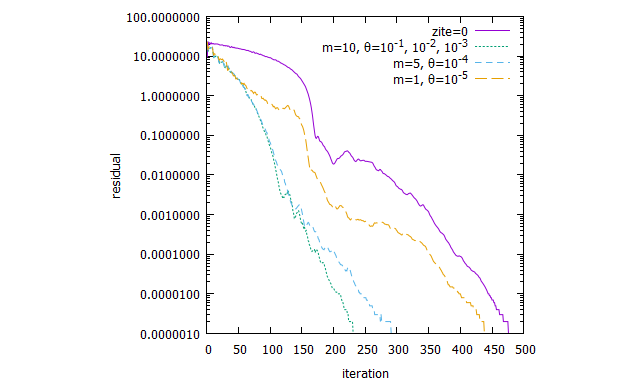 100.0000000
10.0000000
1.0000000
0.1000000
0.0100000
0.0010000
0.0001000
0.0000100
0.0000010
residual
zite=0
m=10, θ=10⁻¹, 10⁻², 10⁻³
m=5, θ=10⁻⁴
m=1, θ=10⁻⁵
0 50 100 150 200 250 300 350 400 450 500
iteration